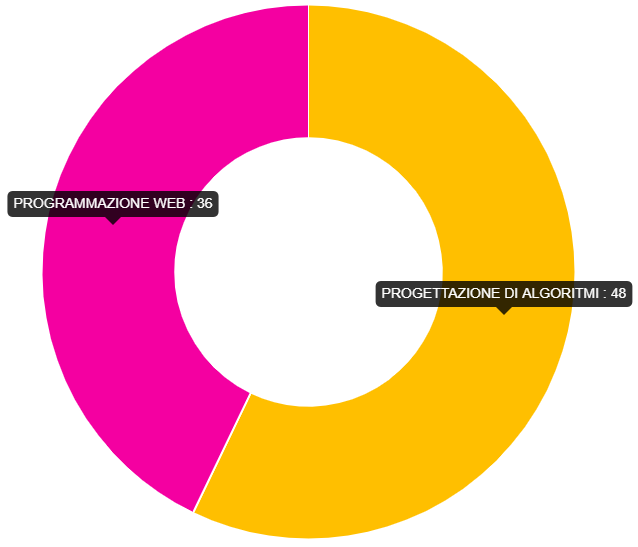 PROGRAMMAZIONE WEB : 36
PROGETTAZIONE DI ALGORITMI : 48